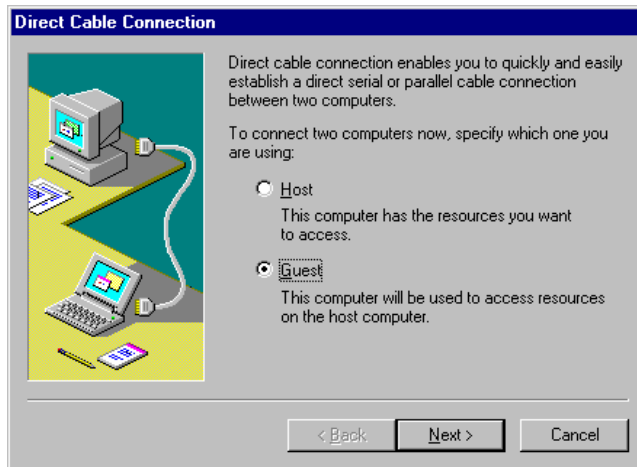 Direct Cable Connection
Direct cable connection enables you to quickly and easily
establish a direct serial or parallel cable connection
between two computers.
To connect two computers now, specify which one you
are using:
Host
This computer has the resources you want
to access.
Guest
This computer will be used to access resources
on the host computer.
< Back
Next >
Cancel